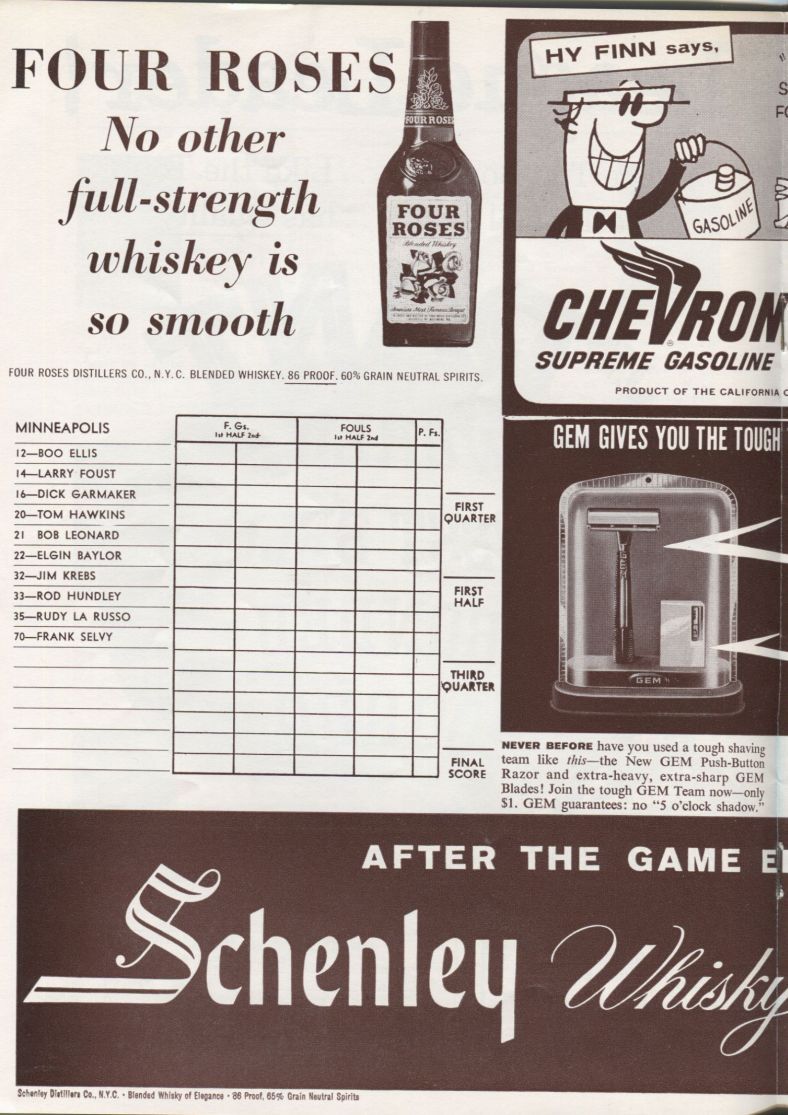 FOUR ROSES
No other
full-strength
whiskey is
so smooth
FOUR ROSES
FOUR
ROSES
Blended Whiskey
FOUR ROSES DISTILLERS CO., N.Y.C. BLENDED WHISKEY. 86 PROOF. 60% GRAIN NEUTRAL SPIRITS.
HY FINN says,
GASOLINE
CHEVRON
SUPREME GASOLINE
PRODUCT OF THE CALIFORNIA
MINNEAPOLIS
F. Gs.
1st HALF 2nd
FOULS
1st HALF 2nd
P. Fs.
12—BOO ELLIS
14—LARRY FOUST
16—DICK GARMAKER
20—TOM HAWKINS
21 BOB LEONARD
22—ELGIN BAYLOR
32—JIM KREBS
33—ROD HUNDLEY
35—RUDY LA RUSSO
70—FRANK SELVY
FIRST
QUARTER
FIRST
HALF
THIRD
QUARTER
FINAL
SCORE
GEM GIVES YOU THE TOUGH
GEM
NEVER BEFORE have you used a tough shaving
team like this—the New GEM Push-Button
Razor and extra-heavy, extra-sharp GEM
Blades! Join the tough GEM Team now—only
$1. GEM guarantees: no “5 o’clock shadow.”
AFTER THE GAME
Schenley Whisky
Schenley Distillers Co., N.Y.C. • Blended Whisky of Elegance • 86 Proof, 65% Grain Neutral Spirits